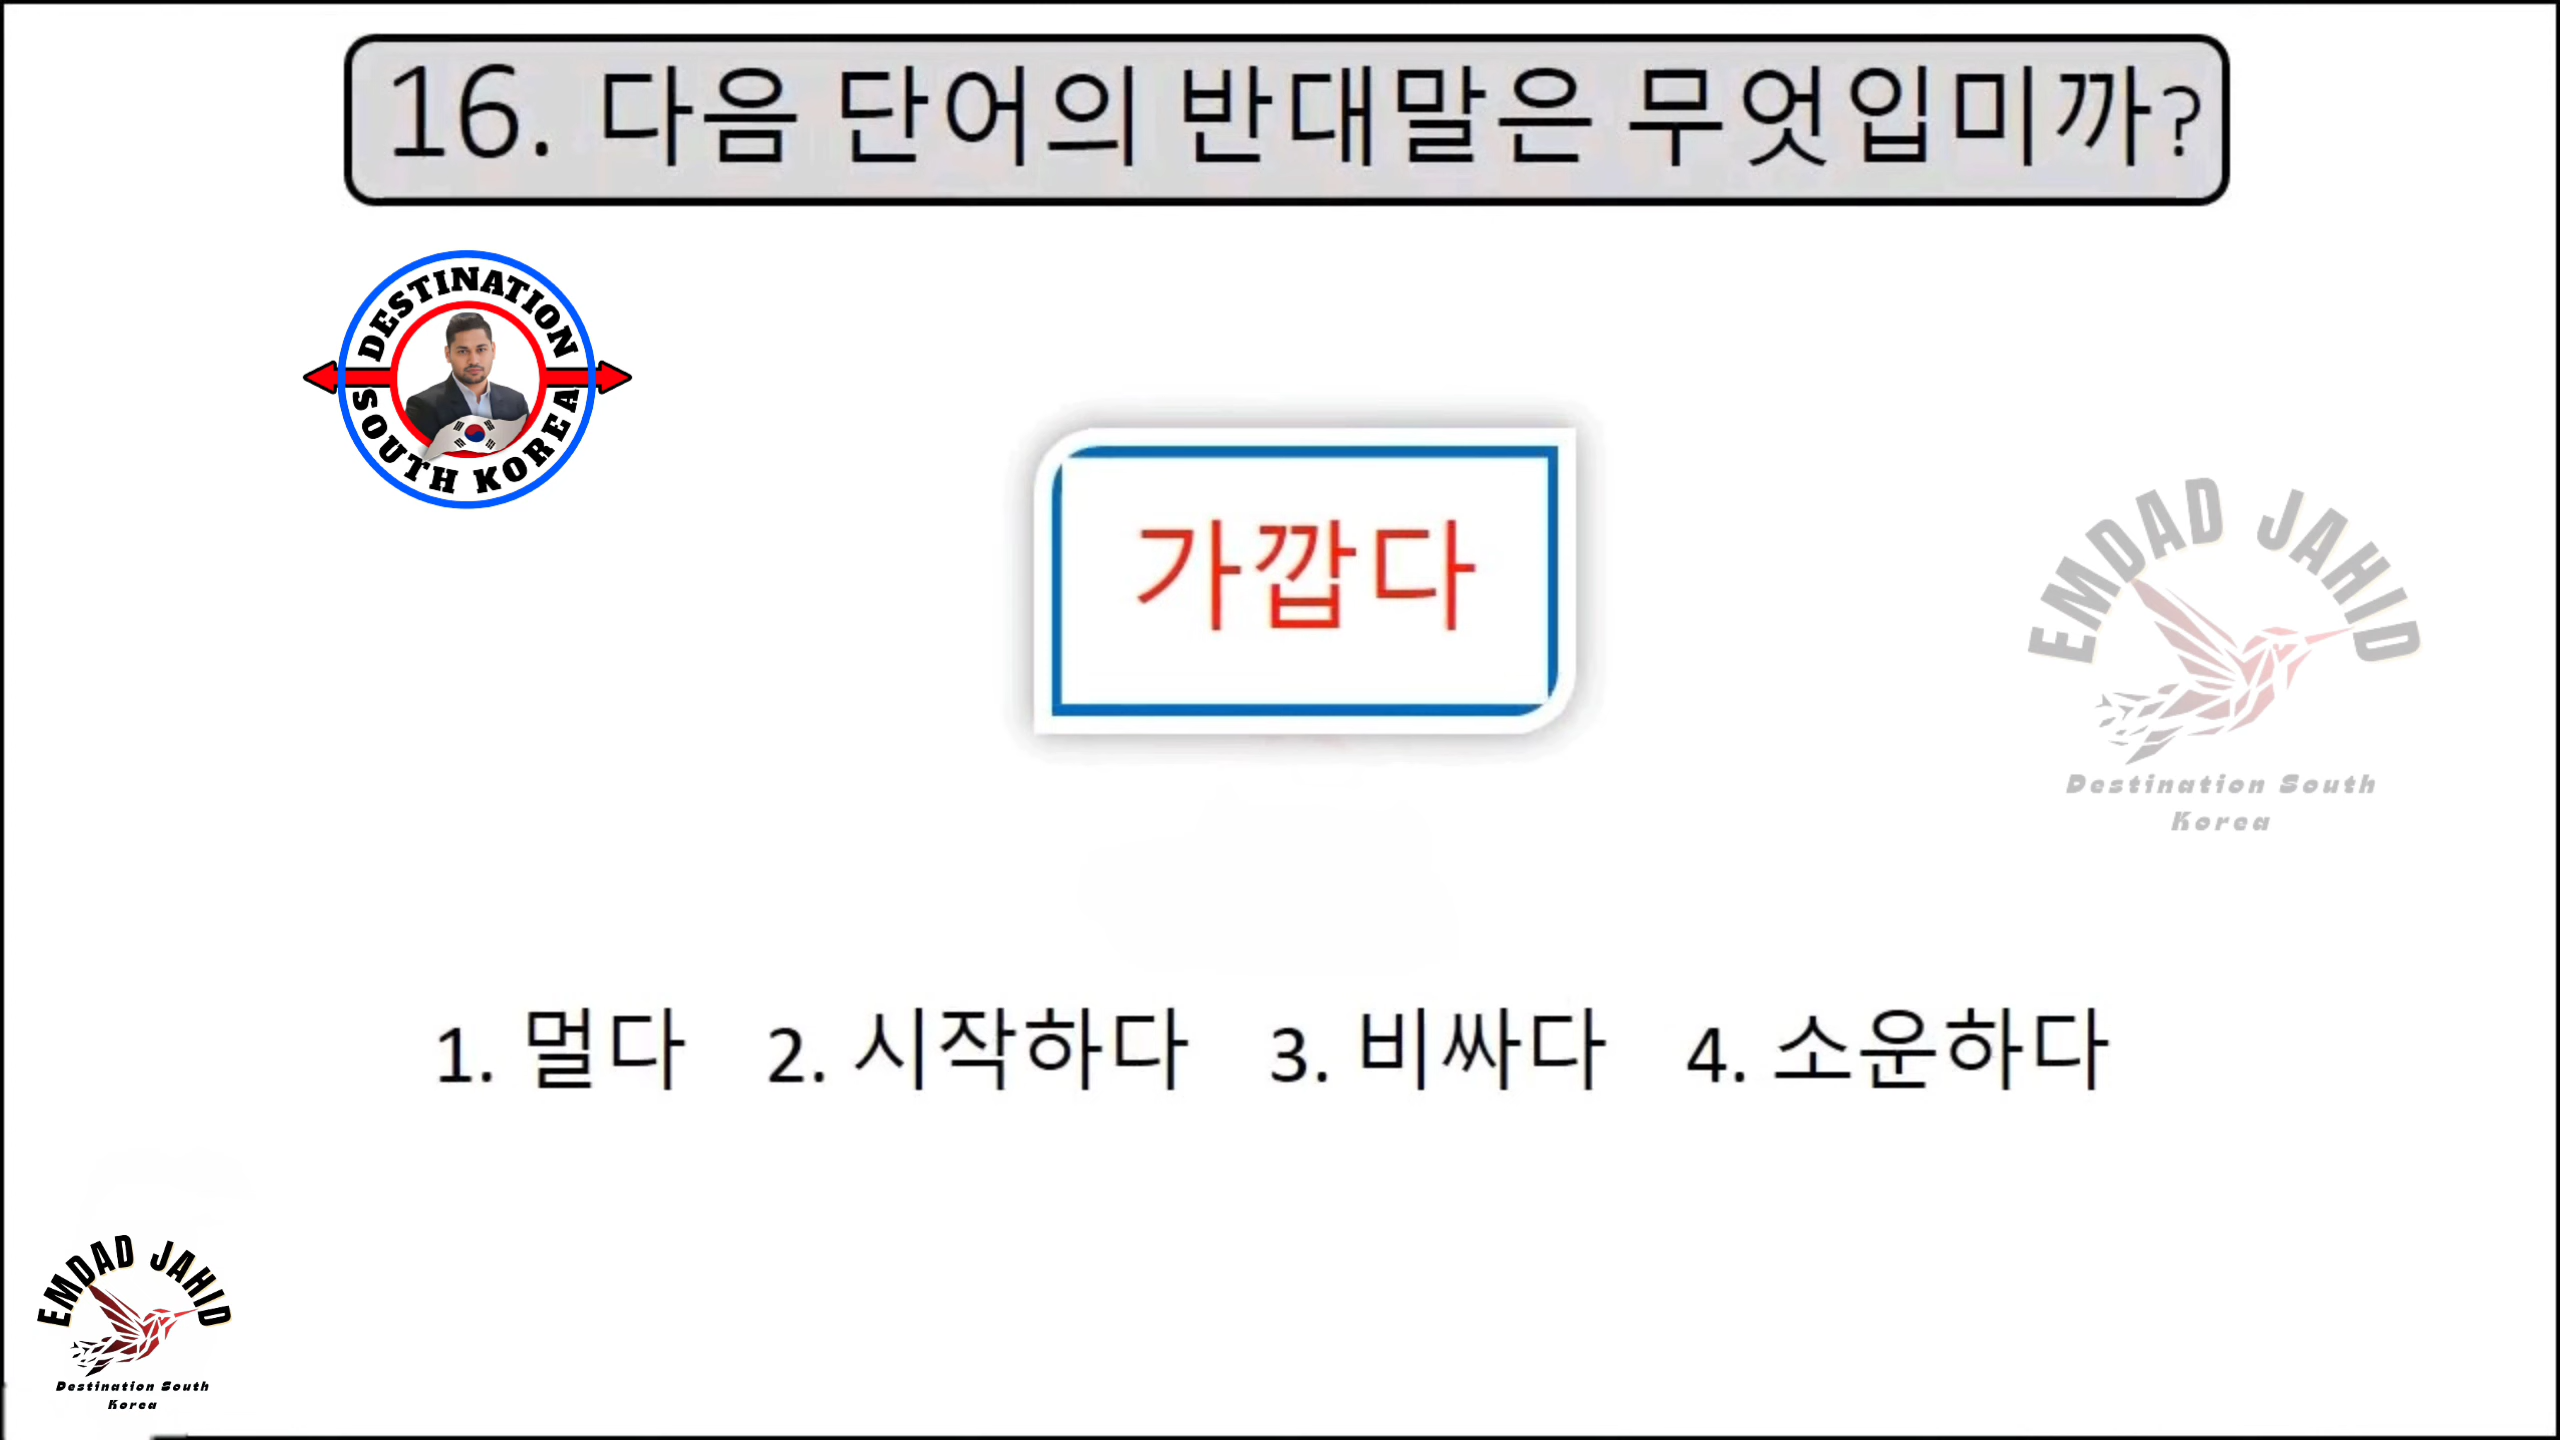 16. 다음 단어의 반대말은 무엇입미까?
DESTINATION
SOUTH KOREA
가깝다
EMDAD JAHID
Destination South
Korea
1. 멀다 2. 시작하다 3. 비싸다 4. 소운하다
EMDAD JAHID
Destination South
Korea